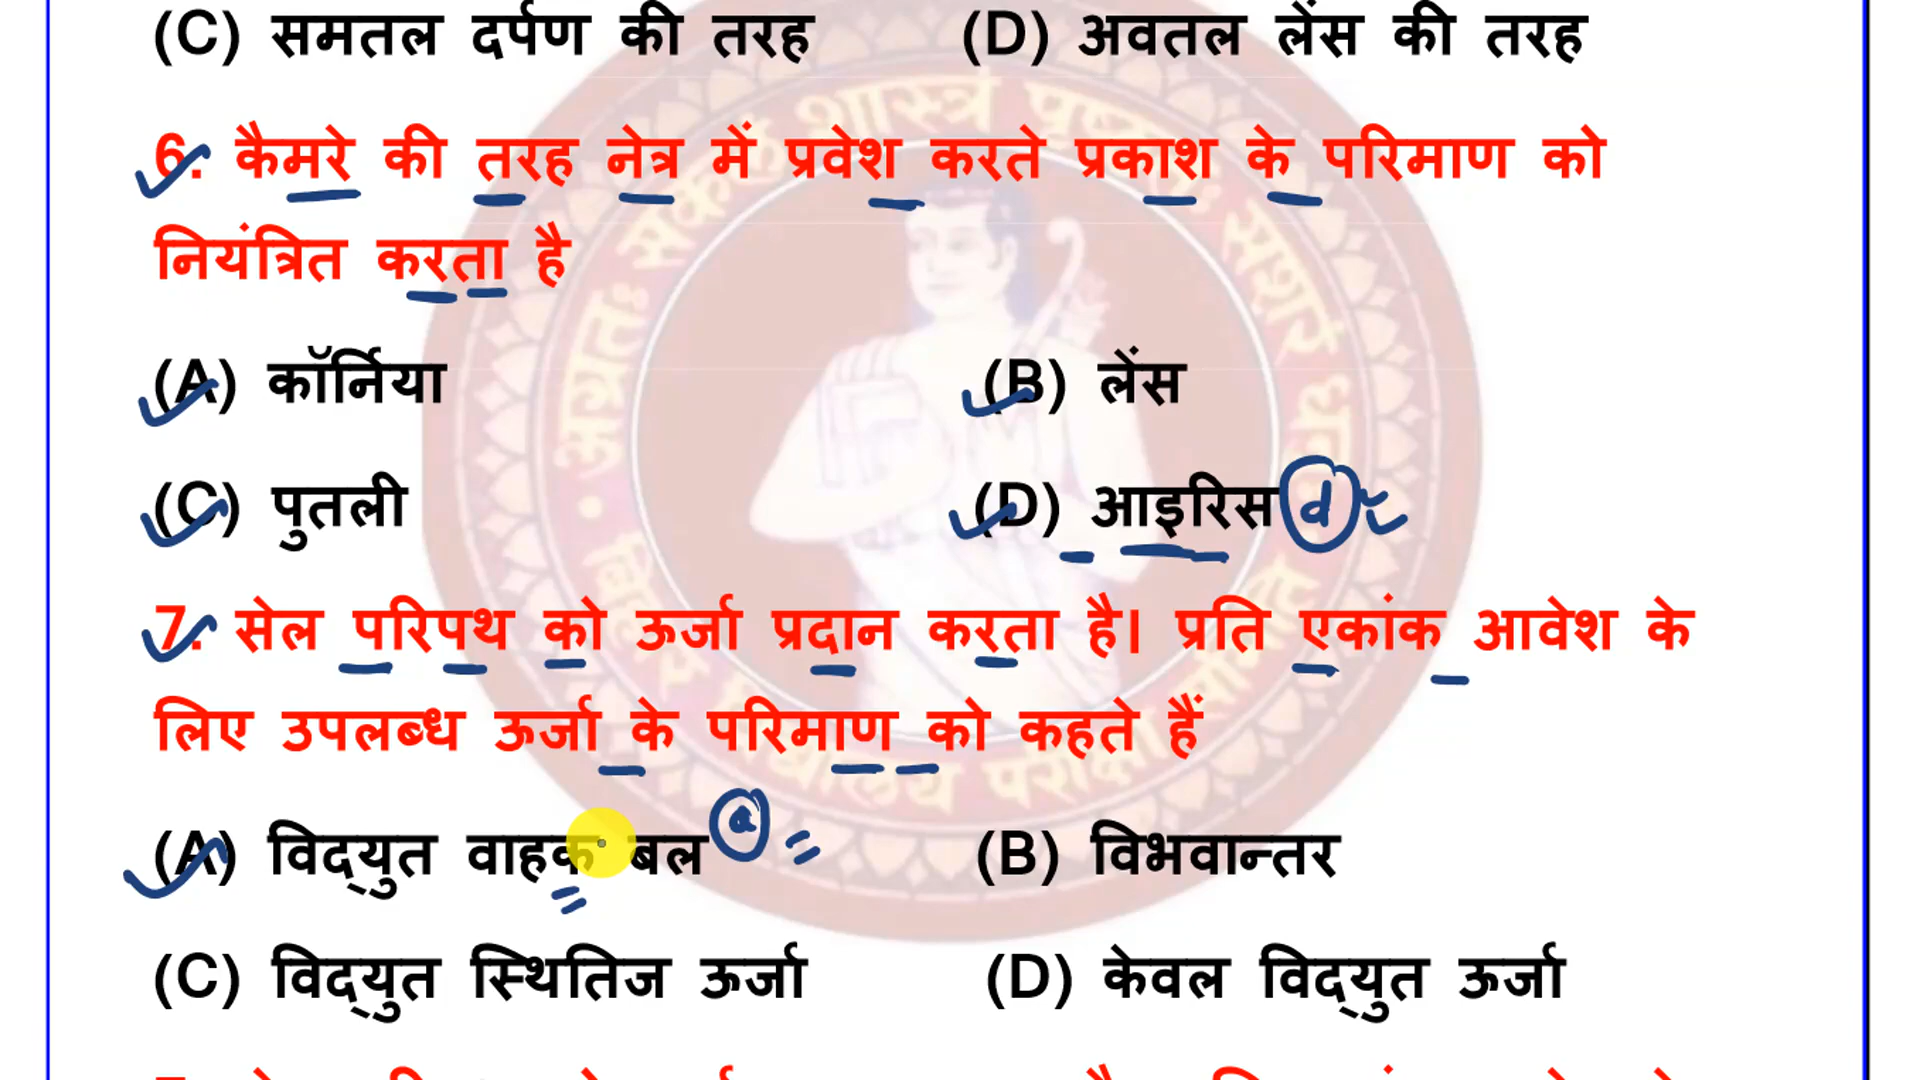 (C) समतल दर्पण की तरह (D) अवतल लेंस की तरह
6. कैमरे की तरह नेत्र में प्रवेश करते प्रकाश के परिमाण को
नियंत्रित करता है
(A) कॉर्निया (B) लेंस
(C) पुतली (D) आइरिस d
7. सेल परिपथ को ऊर्जा प्रदान करता है। प्रति एकांक आवेश के
लिए उपलब्ध ऊर्जा के परिमाण को कहते हैं
(A) विद्युत वाहक बल a (B) विभवान्तर
(C) विद्युत स्थितिज ऊर्जा (D) केवल विद्युत ऊर्जा